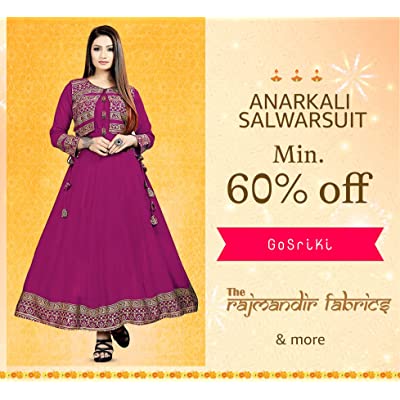 ANARKALI
SALWARSUIT
Min.
60% off
GoSriKi
The
rajmandir fabrics
& more